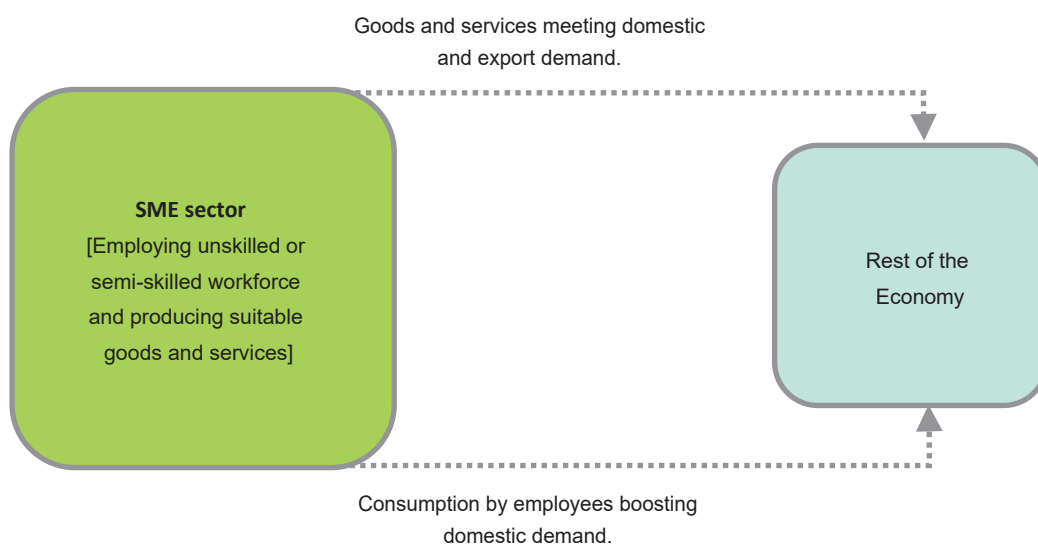 Goods and services meeting domestic
and export demand.
SME sector
[Employing unskilled or
semi-skilled workforce
and producing suitable
goods and services]
Rest of the
Economy
Consumption by employees boosting
domestic demand.